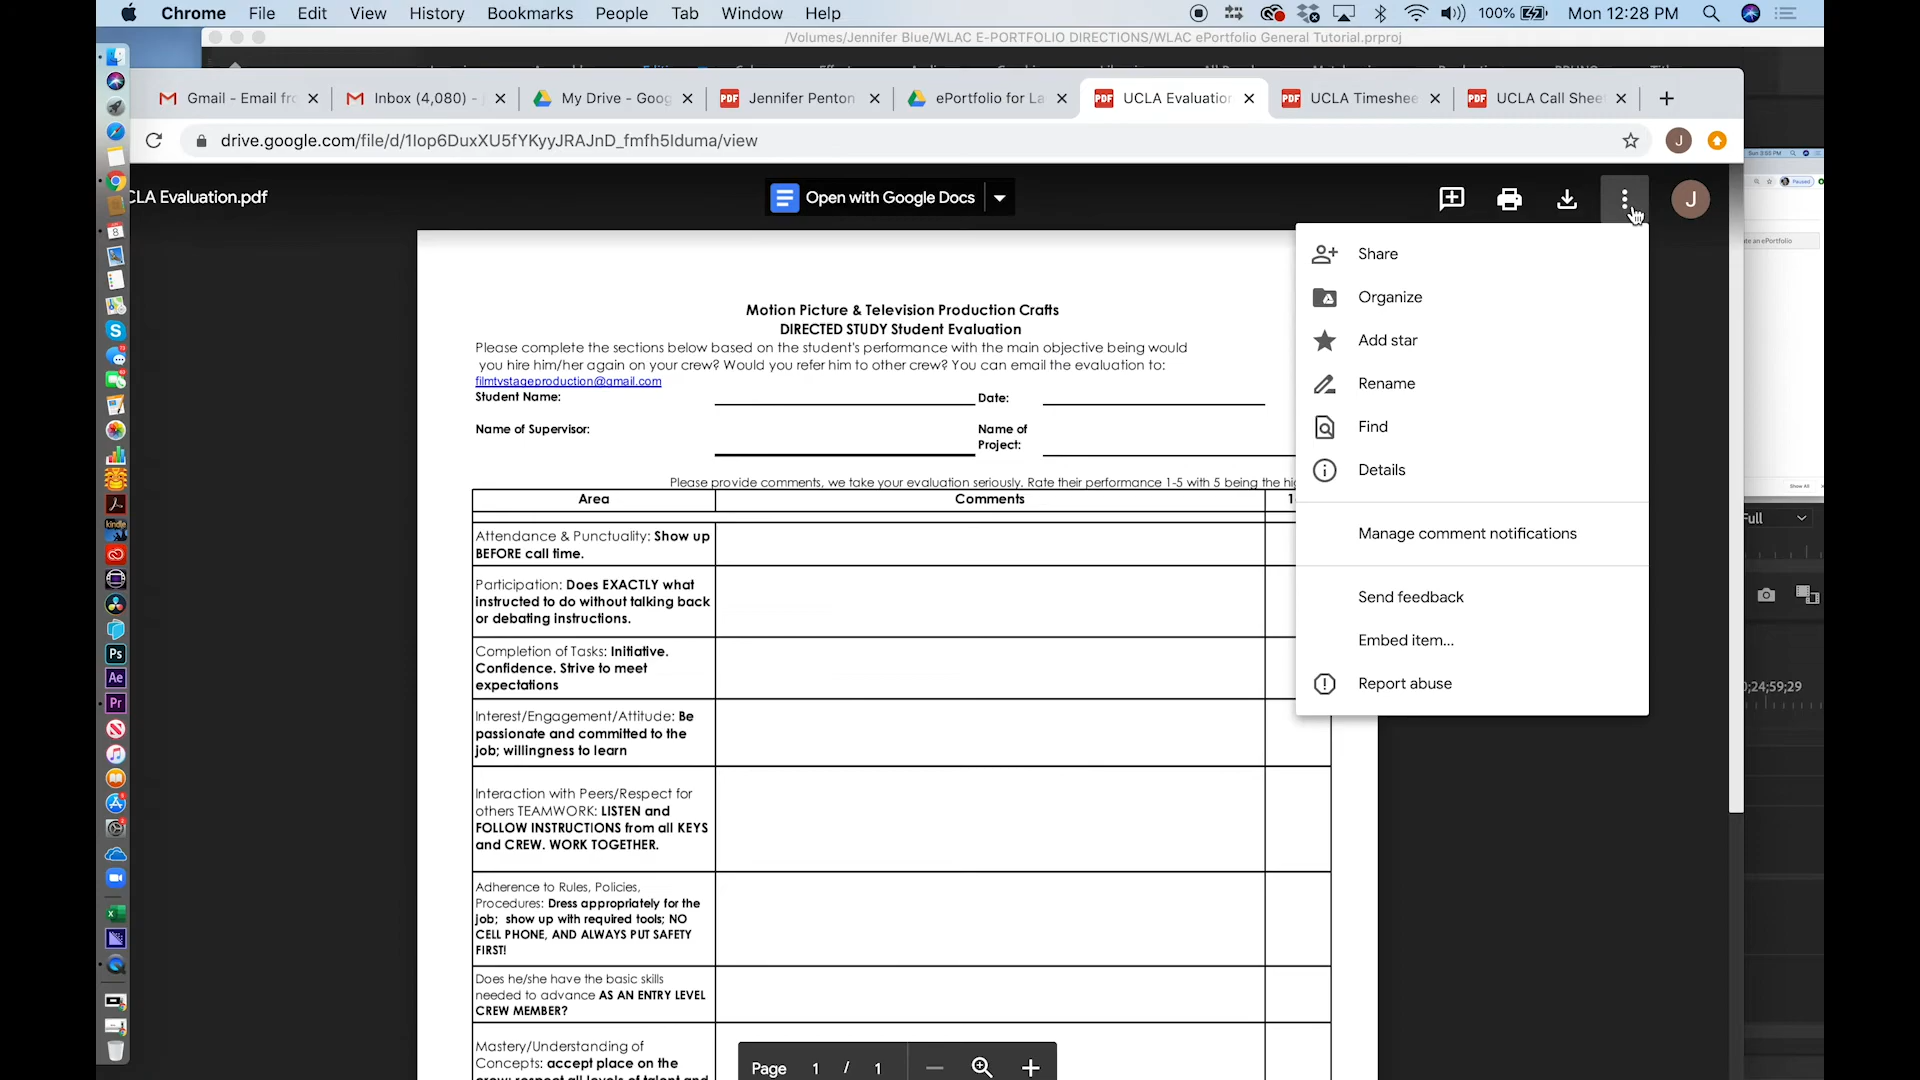 Chrome File Edit View History Bookmarks People Tab Window Help 100% Mon 12:28 PM
/Volumes/Jennifer Blue/WLAC E-PORTFOLIO DIRECTIONS/WLAC ePortfolio General Tutorial.prproj
Gmail - Email fro Inbox (4,080) - My Drive - Goog Jennifer Penton ePortfolio for La UCLA Evaluation UCLA Timeshee UCLA Call Shee
drive.google.com/file/d/1Iop6DuxXU5fYKyyJRAJnD_fmfh5Iduma/view
CLA Evaluation.pdf Open with Google Docs J
Share
Organize
Add star
Rename
Find
Details
Manage comment notifications
Send feedback
Embed item...
Report abuse
Motion Picture & Television Production Crafts
DIRECTED STUDY Student Evaluation
Please complete the sections below based on the student's performance with the main objective being would
you hire him/her again on your crew? Would you refer him to other crew? You can email the evaluation to:
filmtvstageproduction@gmail.com
Student Name: Date:
Name of Supervisor: Name of
Project:
Please provide comments, we take your evaluation seriously. Rate their performance 1-5 with 5 being the hi
Area Comments 1
Attendance & Punctuality: Show up
BEFORE call time.
Participation: Does EXACTLY what
instructed to do without talking back
or debating instructions.
Completion of Tasks: Initiative.
Confidence. Strive to meet
expectations
Interest/Engagement/Attitude: Be
passionate and committed to the
job; willingness to learn
Interaction with Peers/Respect for
others TEAMWORK: LISTEN and
FOLLOW INSTRUCTIONS from all KEYS
and CREW. WORK TOGETHER.
Adherence to Rules, Policies,
Procedures: Dress appropriately for the
job; show up with required tools; NO
CELL PHONE, AND ALWAYS PUT SAFETY
FIRST!
Does he/she have the basic skills
needed to advance AS AN ENTRY LEVEL
CREW MEMBER?
Mastery/Understanding of
Concepts: accept place on the
Page 1 / 1
Full
;24;59;29